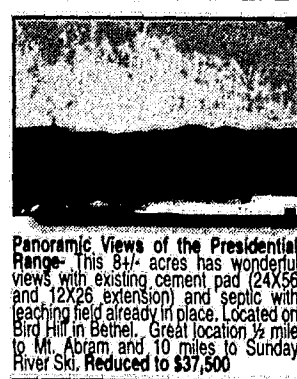 Panoramic Views of the Presidential
Range- This 8+/- acres has wonderful
views with existing cement pad (24X56
and 12X26 extension) and septic with
leaching field already in place. Located on
Bird Hill in Bethel. Great location ½ mile
to Mt. Abram and 10 miles to Sunday
River Ski. Reduced to $37,500